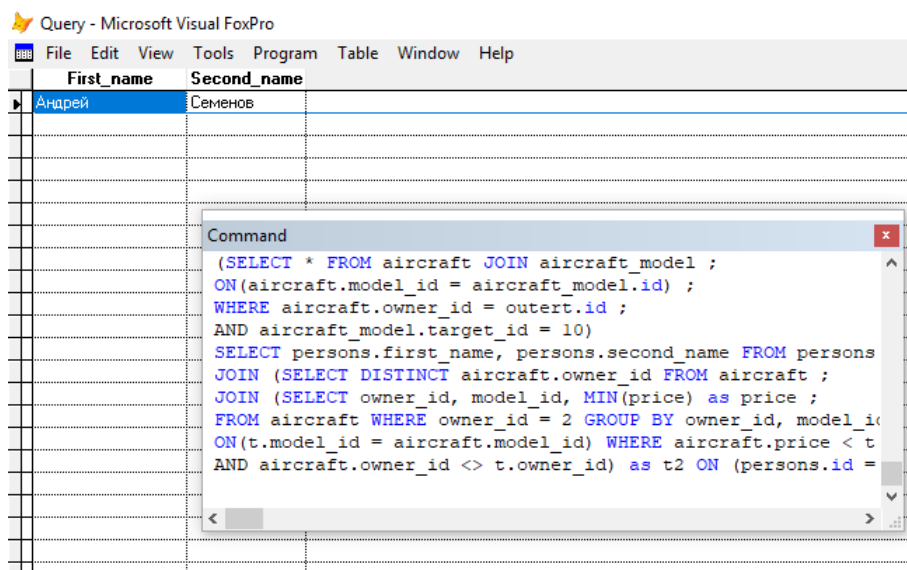 Query - Microsoft Visual FoxPro
File Edit View Tools Program Table Window Help
First_name Second_name
Андрей Семенов
Command
(SELECT * FROM aircraft JOIN aircraft_model ;
ON(aircraft.model_id = aircraft_model.id) ;
WHERE aircraft.owner_id = outert.id ;
AND aircraft_model.target_id = 10)
SELECT persons.first_name, persons.second_name FROM persons
JOIN (SELECT DISTINCT aircraft.owner_id FROM aircraft ;
JOIN (SELECT owner_id, model_id, MIN(price) as price ;
FROM aircraft WHERE owner_id = 2 GROUP BY owner_id,
ON(t.model_id = aircraft.model_id) WHERE aircraft.price < t
AND aircraft.owner_id <> t.owner_id) as t2 ON (persons.id =